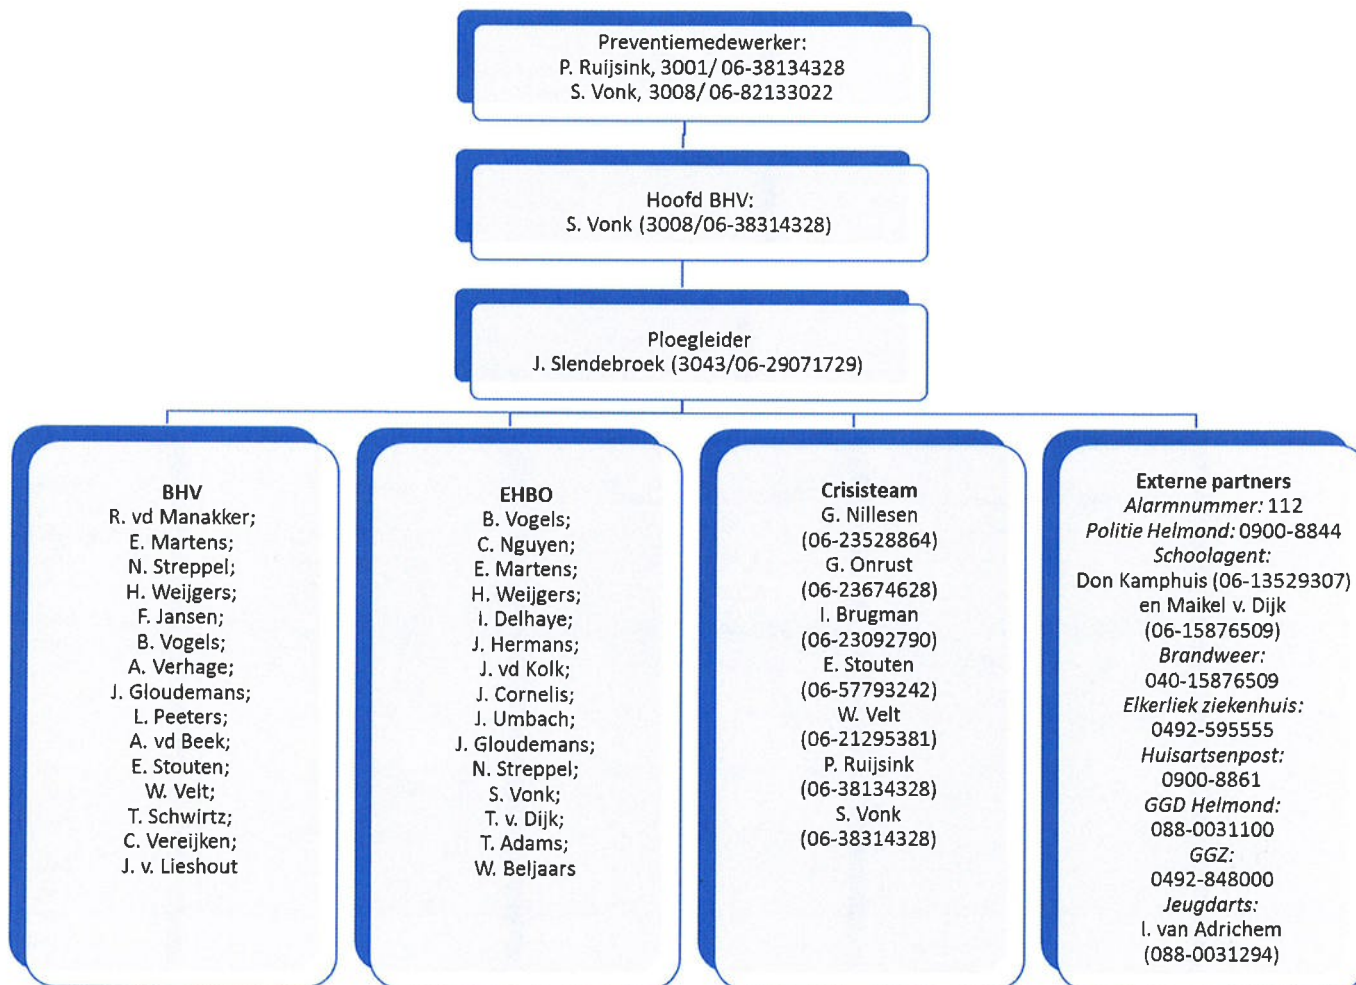 Preventiemedewerker:
P. Ruijsink, 3001/ 06-38134328
S. Vonk, 3008/ 06-82133022
Hoofd BHV:
S. Vonk (3008/06-38314328)
Ploegleider
J. Slendebroek (3043/06-29071729)
BHV
R. vd Manakker;
E. Martens;
N. Streppel;
H. Weijgers;
F. Jansen;
B. Vogels;
A. Verhage;
J. Gloudemans;
L. Peeters;
A. vd Beek;
E. Stouten;
W. Velt;
T. Schwirtz;
C. Vereijken;
J. v. Lieshout
EHBO
B. Vogels;
C. Nguyen;
E. Martens;
H. Weijgers;
I. Delhaye;
J. Hermans;
J. vd Kolk;
J. Cornelis;
J. Umbach;
J. Gloudemans;
N. Streppel;
S. Vonk;
T. v. Dijk;
T. Adams;
W. Beljaars
Crisisteam
G. Nillesen
(06-23528864)
G. Onrust
(06-23674628)
I. Brugman
(06-23092790)
E. Stouten
(06-57793242)
W. Velt
(06-21295381)
P. Ruijsink
(06-38134328)
S. Vonk
(06-38314328)
Externe partners
Alarmnummer: 112
Politie Helmond: 0900-8844
Schoolagent:
Don Kamphuis (06-13529307)
en Maikel v. Dijk
(06-15876509)
Brandweer:
040-15876509
Elkerliek ziekenhuis:
0492-595555
Huisartsenpost:
0900-8861
GGD Helmond:
088-0031100
GGZ:
0492-848000
Jeugdarts:
I. van Adrichem
(088-0031294)